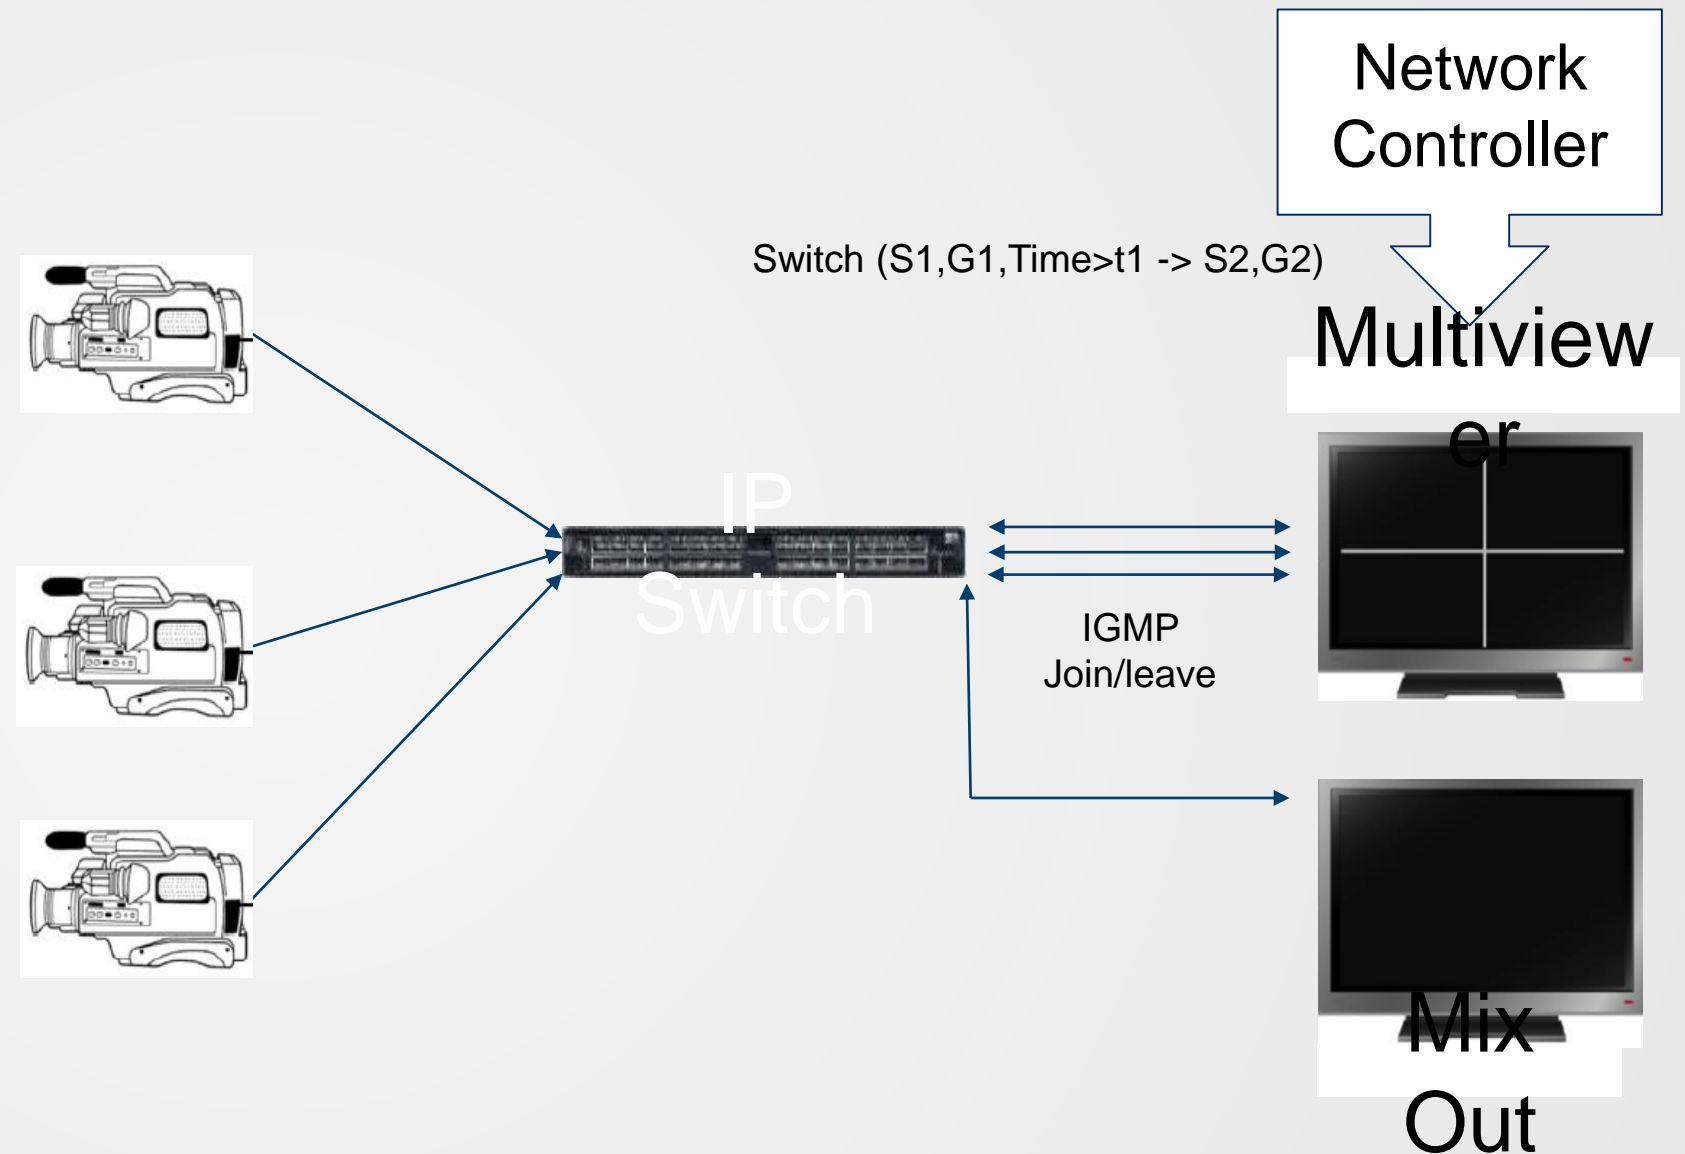 Network
Controller
Switch (S1,G1,Time>t1 -> S2,G2)
Multiview
er
IP
Switch
IGMP
Join/leave
Mix
Out